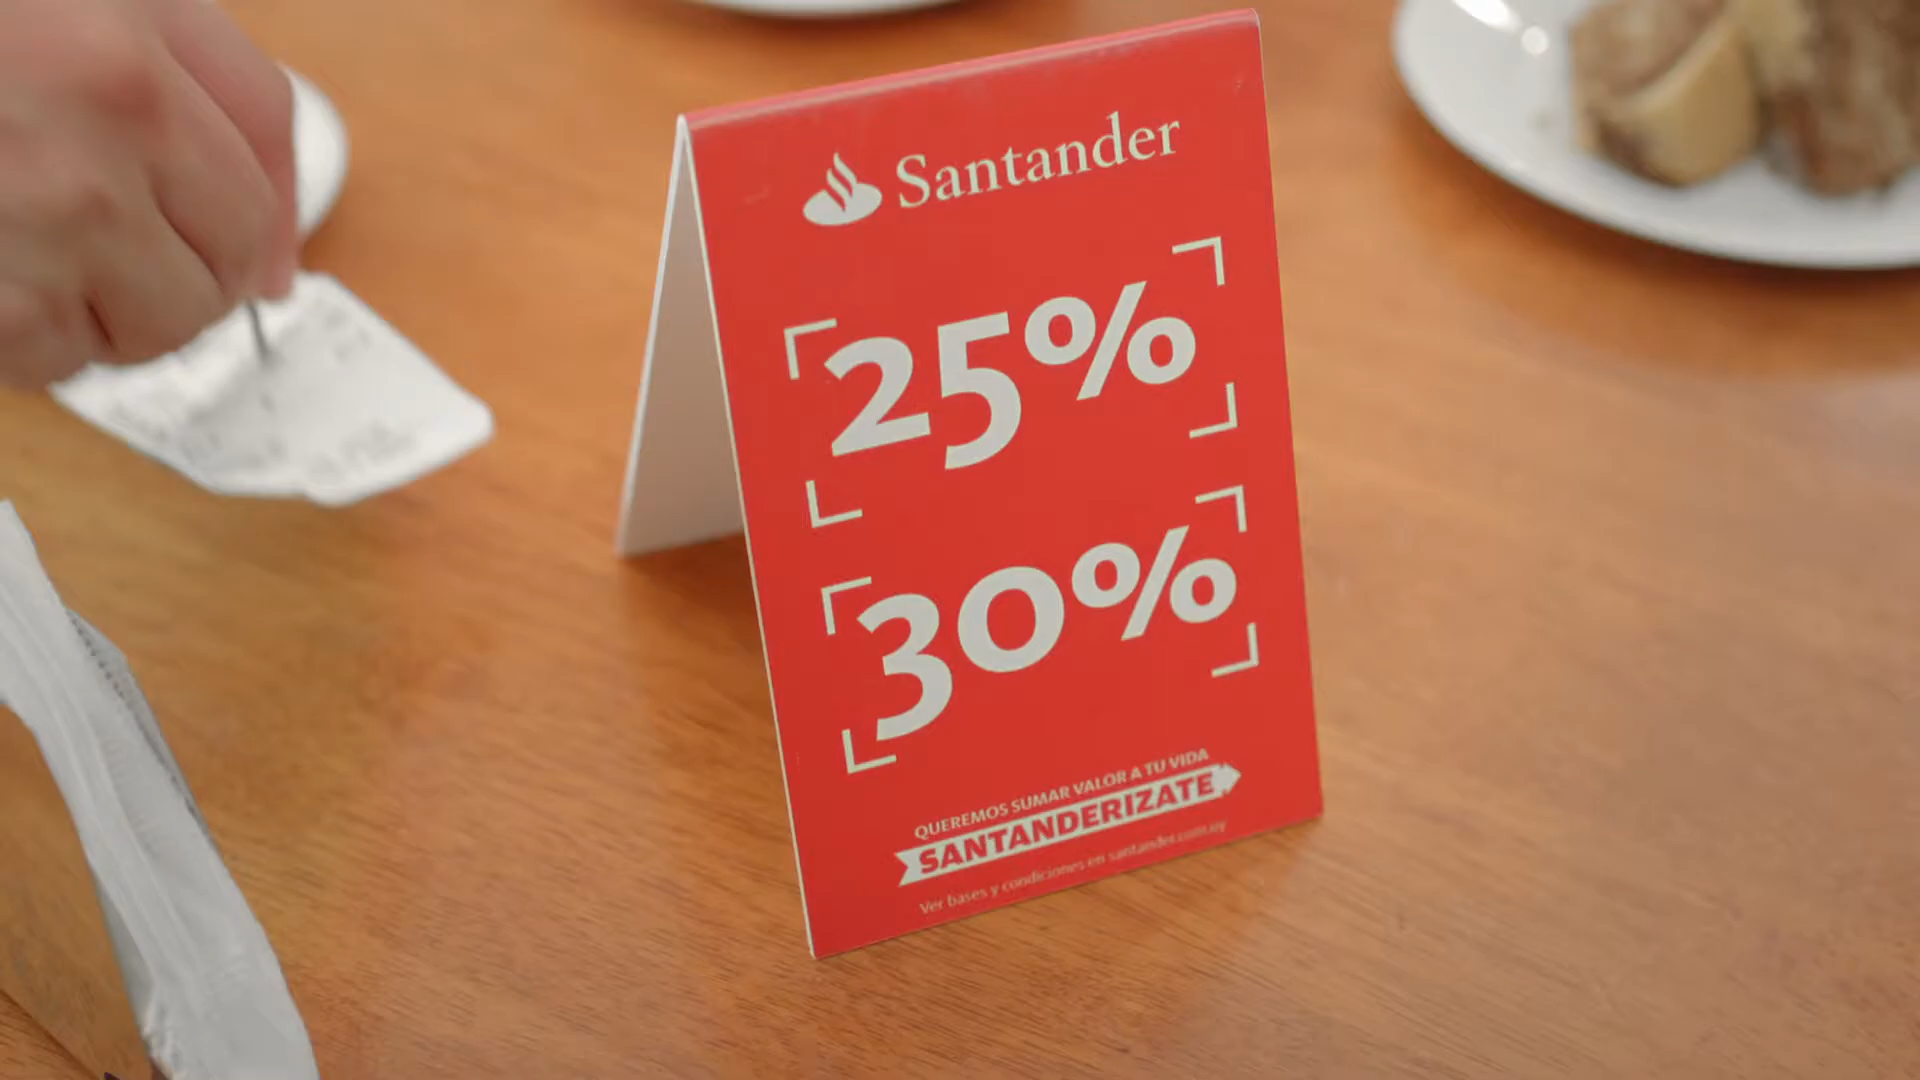 Santander
25%
30%
QUEREMOS SUMAR VALOR A TU VIDA
SANTANDERIZATE
Ver bases y condiciones en santander.com.uy